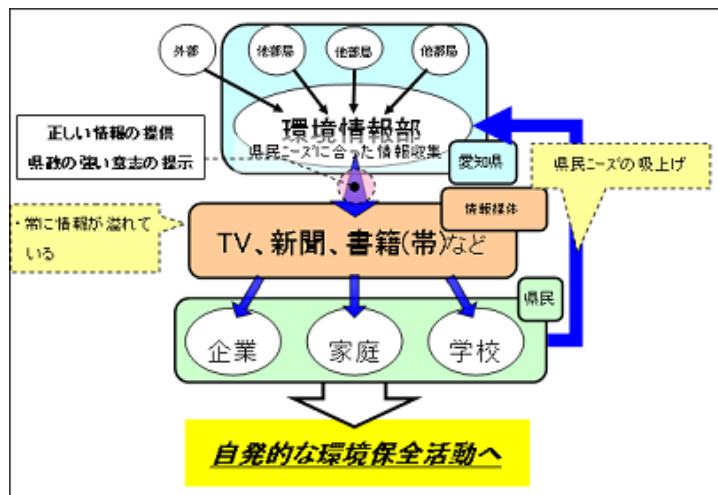 外部
他部局
他部局
他部局
環境情報部
県民ニーズに合った情報収集
愛知県
正しい情報の提供
県政の強い意志の提示
県民ニーズの吸上げ
情報媒体
・常に情報が溢れて
いる
TV、新聞、書籍(帯)など
県民
企業
家庭
学校
自発的な環境保全活動へ